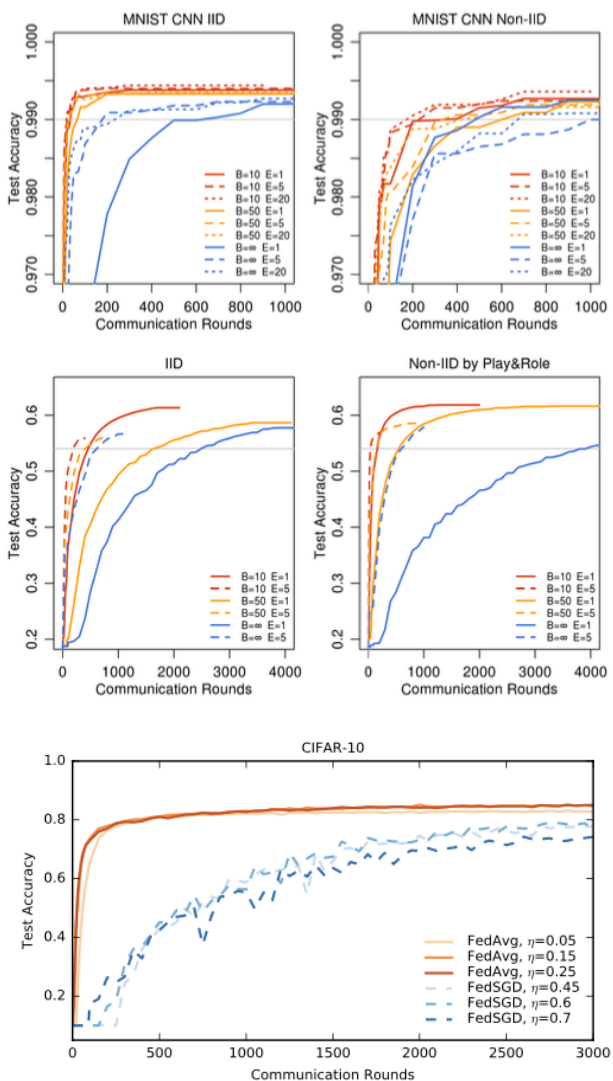 MNIST CNN IID
Test Accuracy
1.000
0.990
0.980
0.970
B=10 E=1
B=10 E=5
B=10 E=20
B=50 E=1
B=50 E=5
B=50 E=20
B=∞ E=1
B=∞ E=5
B=∞ E=20
0 200 400 600 800 1000
Communication Rounds
MNIST CNN Non-IID
Test Accuracy
1.000
0.990
0.980
0.970
B=10 E=1
B=10 E=5
B=10 E=20
B=50 E=1
B=50 E=5
B=50 E=20
B=∞ E=1
B=∞ E=5
B=∞ E=20
0 200 400 600 800 1000
Communication Rounds
IID
Test Accuracy
0.6
0.5
0.4
0.3
0.2
B=10 E=1
B=10 E=5
B=50 E=1
B=50 E=5
B=∞ E=1
B=∞ E=5
0 1000 2000 3000 4000
Communication Rounds
Non-IID by Play&Role
Test Accuracy
0.6
0.5
0.4
0.3
0.2
B=10 E=1
B=10 E=5
B=50 E=1
B=50 E=5
B=∞ E=1
B=∞ E=5
0 1000 2000 3000 4000
Communication Rounds
CIFAR-10
Test Accuracy
1.0
0.8
0.6
0.4
0.2
FedAvg, η=0.05
FedAvg, η=0.15
FedAvg, η=0.25
FedSGD, η=0.45
FedSGD, η=0.6
FedSGD, η=0.7
0 500 1000 1500 2000 2500 3000
Communication Rounds